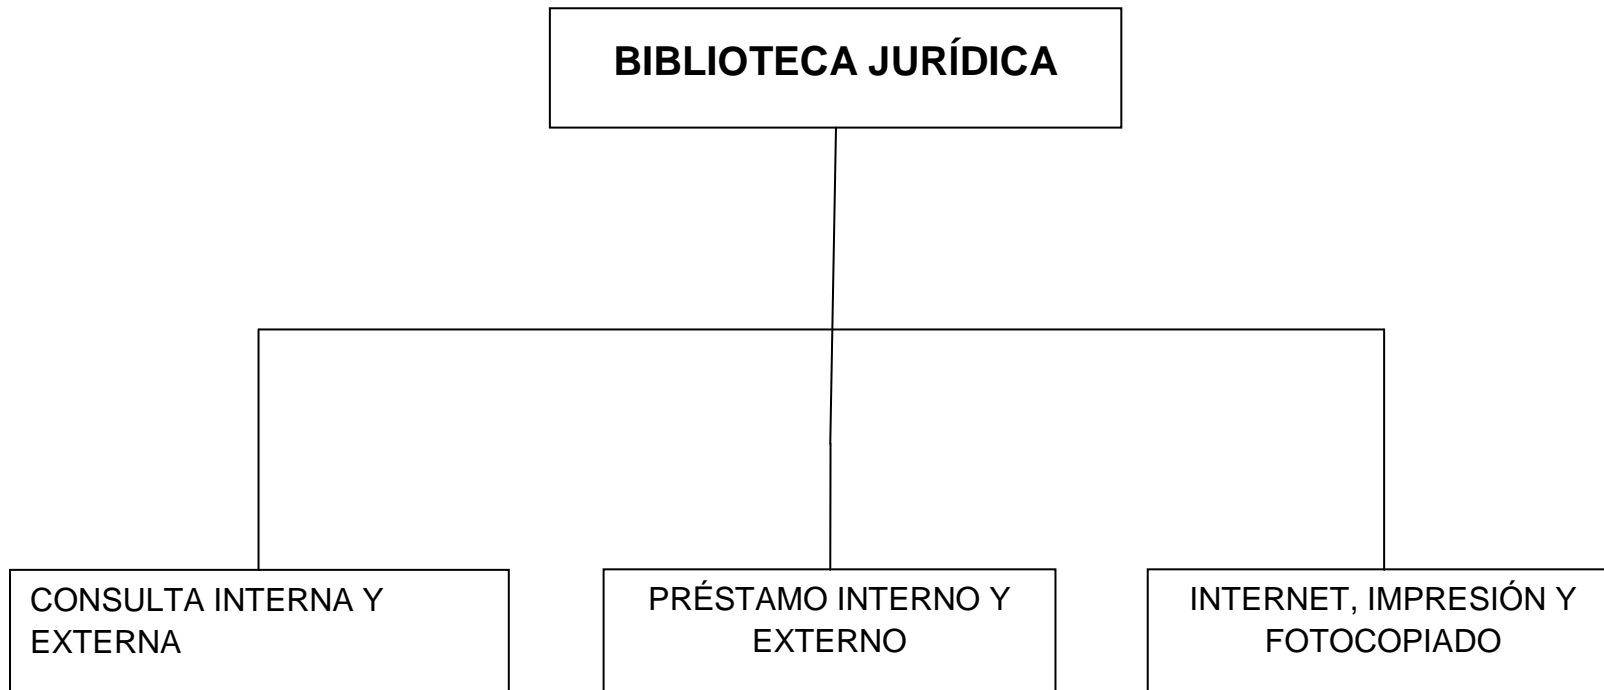 BIBLIOTECA JURÍDICA
CONSULTA INTERNA Y
EXTERNA
PRÉSTAMO INTERNO Y
EXTERNO
INTERNET, IMPRESIÓN Y
FOTOCOPIADO